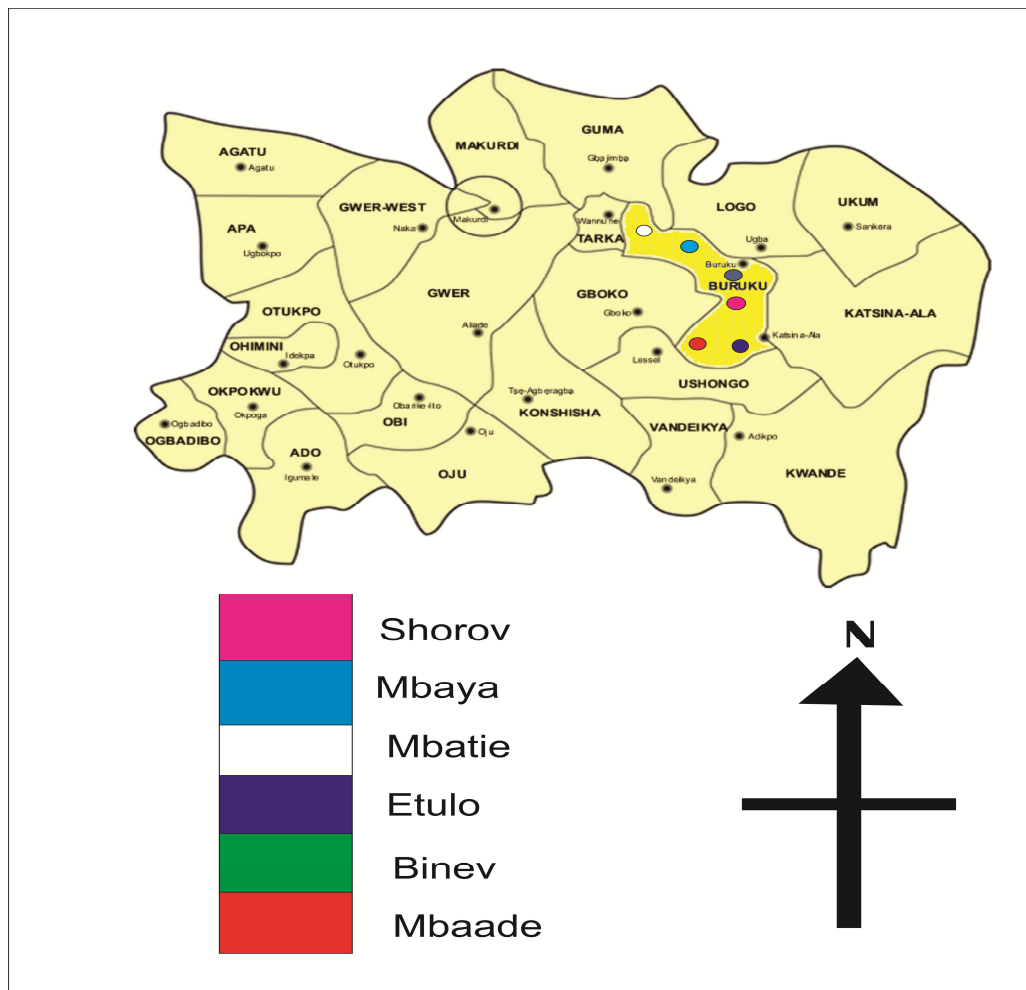 AGATU
Agatu
MAKURDI
GUMA
Gbajimba
APA
Ugbokpo
GWER-WEST
Naka
Makurdi
Wannune
TARKA
LOGO
Ugba
UKUM
Sankera
Buruku
BURUKU
OTUKPO
Otukpo
GWER
Aliade
GBOKO
Gboko
Katsina-Ala
KATSINA-ALA
OHIMINI
Idekpa
Lessel
USHONGO
OKPOKWU
Okpoga
Ogbadibo
OGBADIBO
OBI
Obarike-Ito
Tse-Agberagba
KONSHISHA
VANDEIKYA
Adikpo
Oju
ADO
Igumale
OJU
Vandeikya
KWANDE
Shorov
Mbaya
Mbatie
Etulo
Binev
Mbaade
N